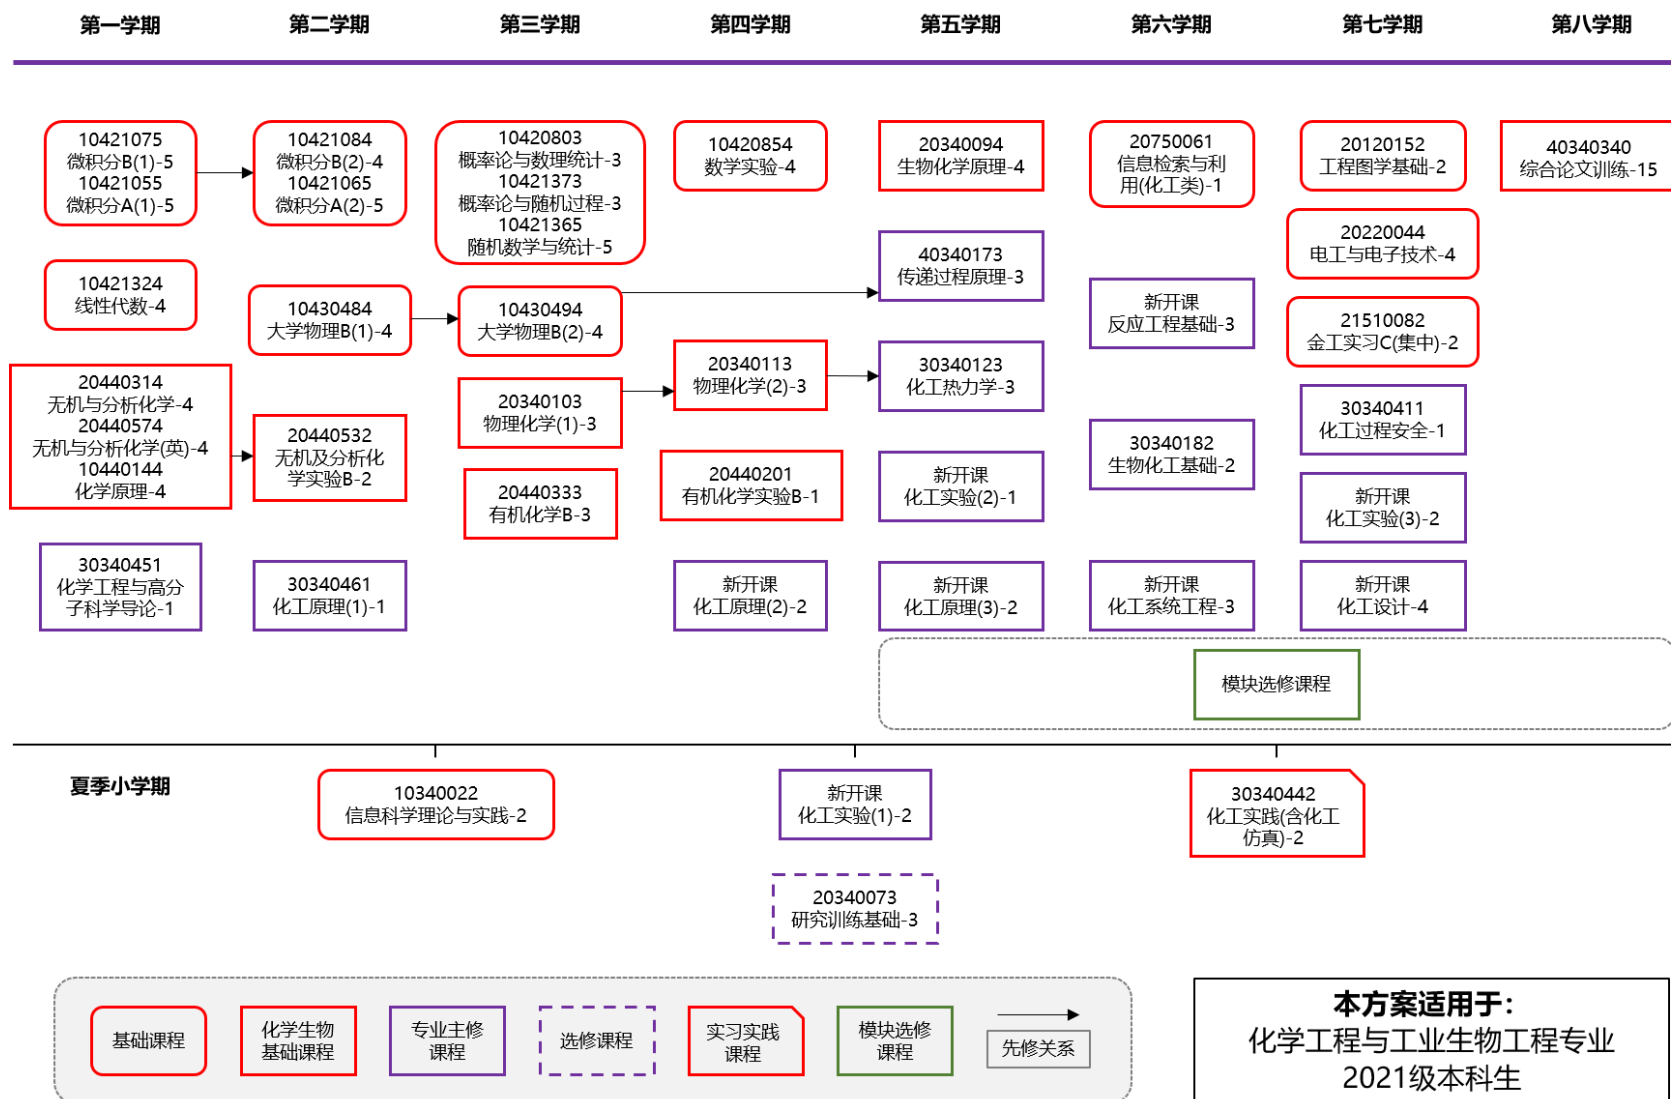 第一学期
第二学期
第三学期
第四学期
第五学期
第六学期
第七学期
第八学期
10421075
微积分B(1)-5
10421055
微积分A(1)-5
10421084
微积分B(2)-4
10421065
微积分A(2)-5
10420803
概率论与数理统计-3
10421373
概率论与随机过程-3
10421365
随机数学与统计-5
10420854
数学实验-4
20340094
生物化学原理-4
20750061
信息检索与利
用(化工类)-1
20120152
工程图学基础-2
40340340
综合论文训练-15
20220044
电工与电子技术-4
40340173
传递过程原理-3
10421324
线性代数-4
10430484
大学物理B(1)-4
10430494
大学物理B(2)-4
新开课
反应工程基础-3
21510082
金工实习C(集中)-2
20340113
物理化学(2)-3
30340123
化工热力学-3
20440314
无机与分析化学-4
20440574
无机与分析化学(英)-4
10440144
化学原理-4
20440532
无机及分析化
学实验B-2
20340103
物理化学(1)-3
30340411
化工过程安全-1
30340182
生物化工基础-2
20440333
有机化学B-3
20440201
有机化学实验B-1
新开课
化工实验(2)-1
新开课
化工实验(3)-2
30340451
化学工程与高分
子科学导论-1
30340461
化工原理(1)-1
新开课
化工原理(2)-2
新开课
化工原理(3)-2
新开课
化工系统工程-3
新开课
化工设计-4
模块选修课程
夏季小学期
10340022
信息科学理论与实践-2
新开课
化工实验(1)-2
30340442
化工实践(含化工
仿真)-2
20340073
研究训练基础-3
基础课程
化学生物
基础课程
专业主修
课程
选修课程
实习实践
课程
模块选修
课程
先修关系
本方案适用于：
化学工程与工业生物工程专业
2021级本科生